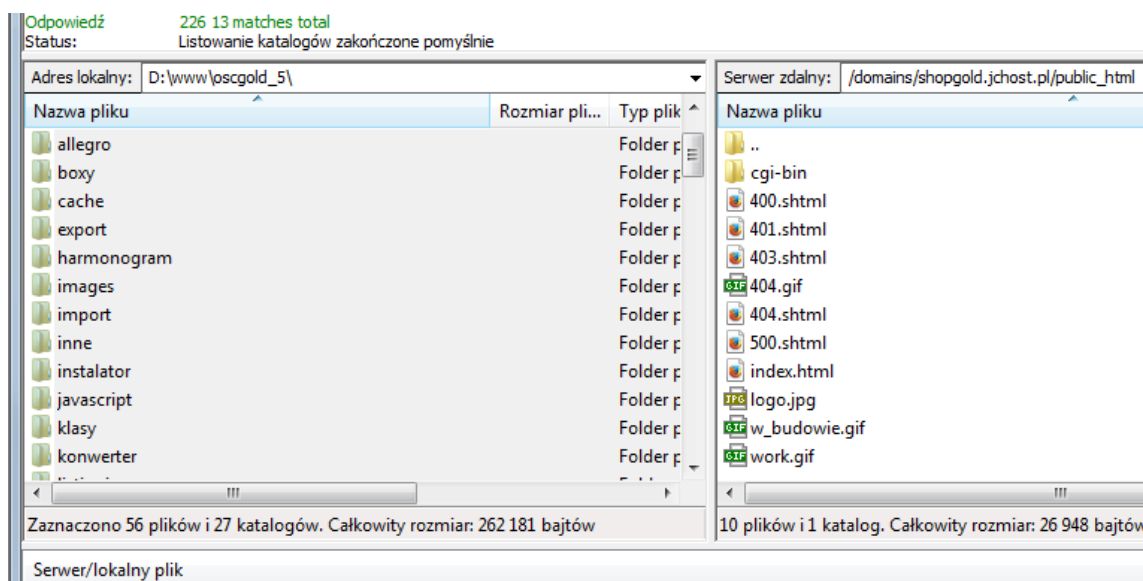 Odpowiedź 226 13 matches total
Status: Listowanie katalogów zakończone pomyślnie
Adres lokalny: D:\www\oscgold_5\
Nazwa pliku Rozmiar pli... Typ plik
allegro Folder p
boxy Folder p
cache Folder p
export Folder p
harmonogram Folder p
images Folder p
import Folder p
inne Folder p
instalator Folder p
javascript Folder p
klasy Folder p
konwerter Folder p
Zaznaczono 56 plików i 27 katalogów. Całkowity rozmiar: 262 181 bajtów
Serwer zdalny: /domains/shopgold.jchost.pl/public_html
Nazwa pliku
..
cgi-bin
400.shtml
401.shtml
403.shtml
GIF 404.gif
404.shtml
500.shtml
index.html
JPG logo.jpg
GIF w_budowie.gif
GIF work.gif
10 plików i 1 katalog. Całkowity rozmiar: 26 948 bajtów
Serwer/lokalny plik